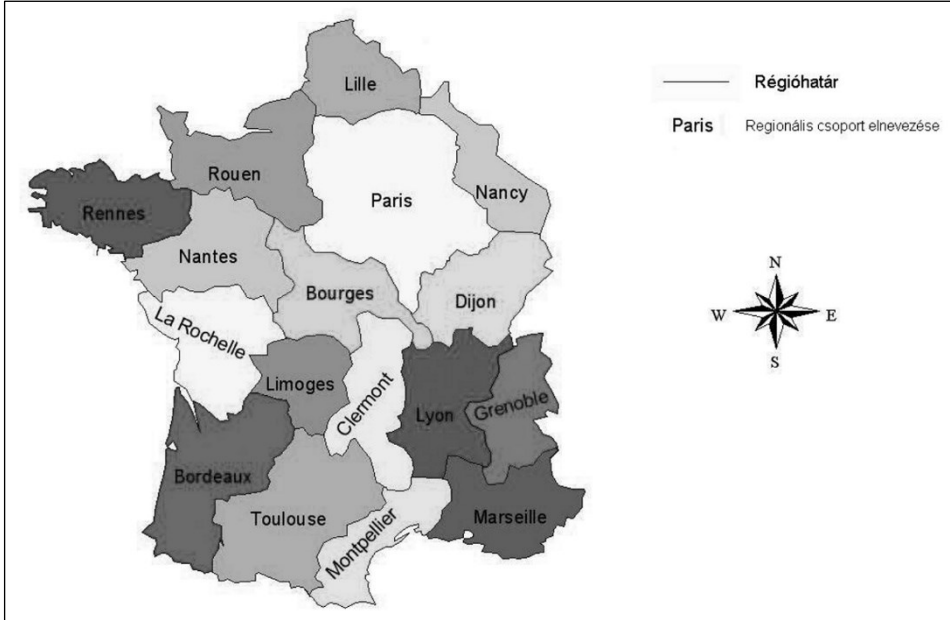 Lille
Régióhatár
Paris Regionális csoport elnevezése
Rouen
Nancy
Paris
Rennes
Nantes
Bourges
Dijon
La Rochelle
Limoges
Clermont
Lyon
Grenoble
Bordeaux
Toulouse
Montpellier
Marseille
N
W E
S